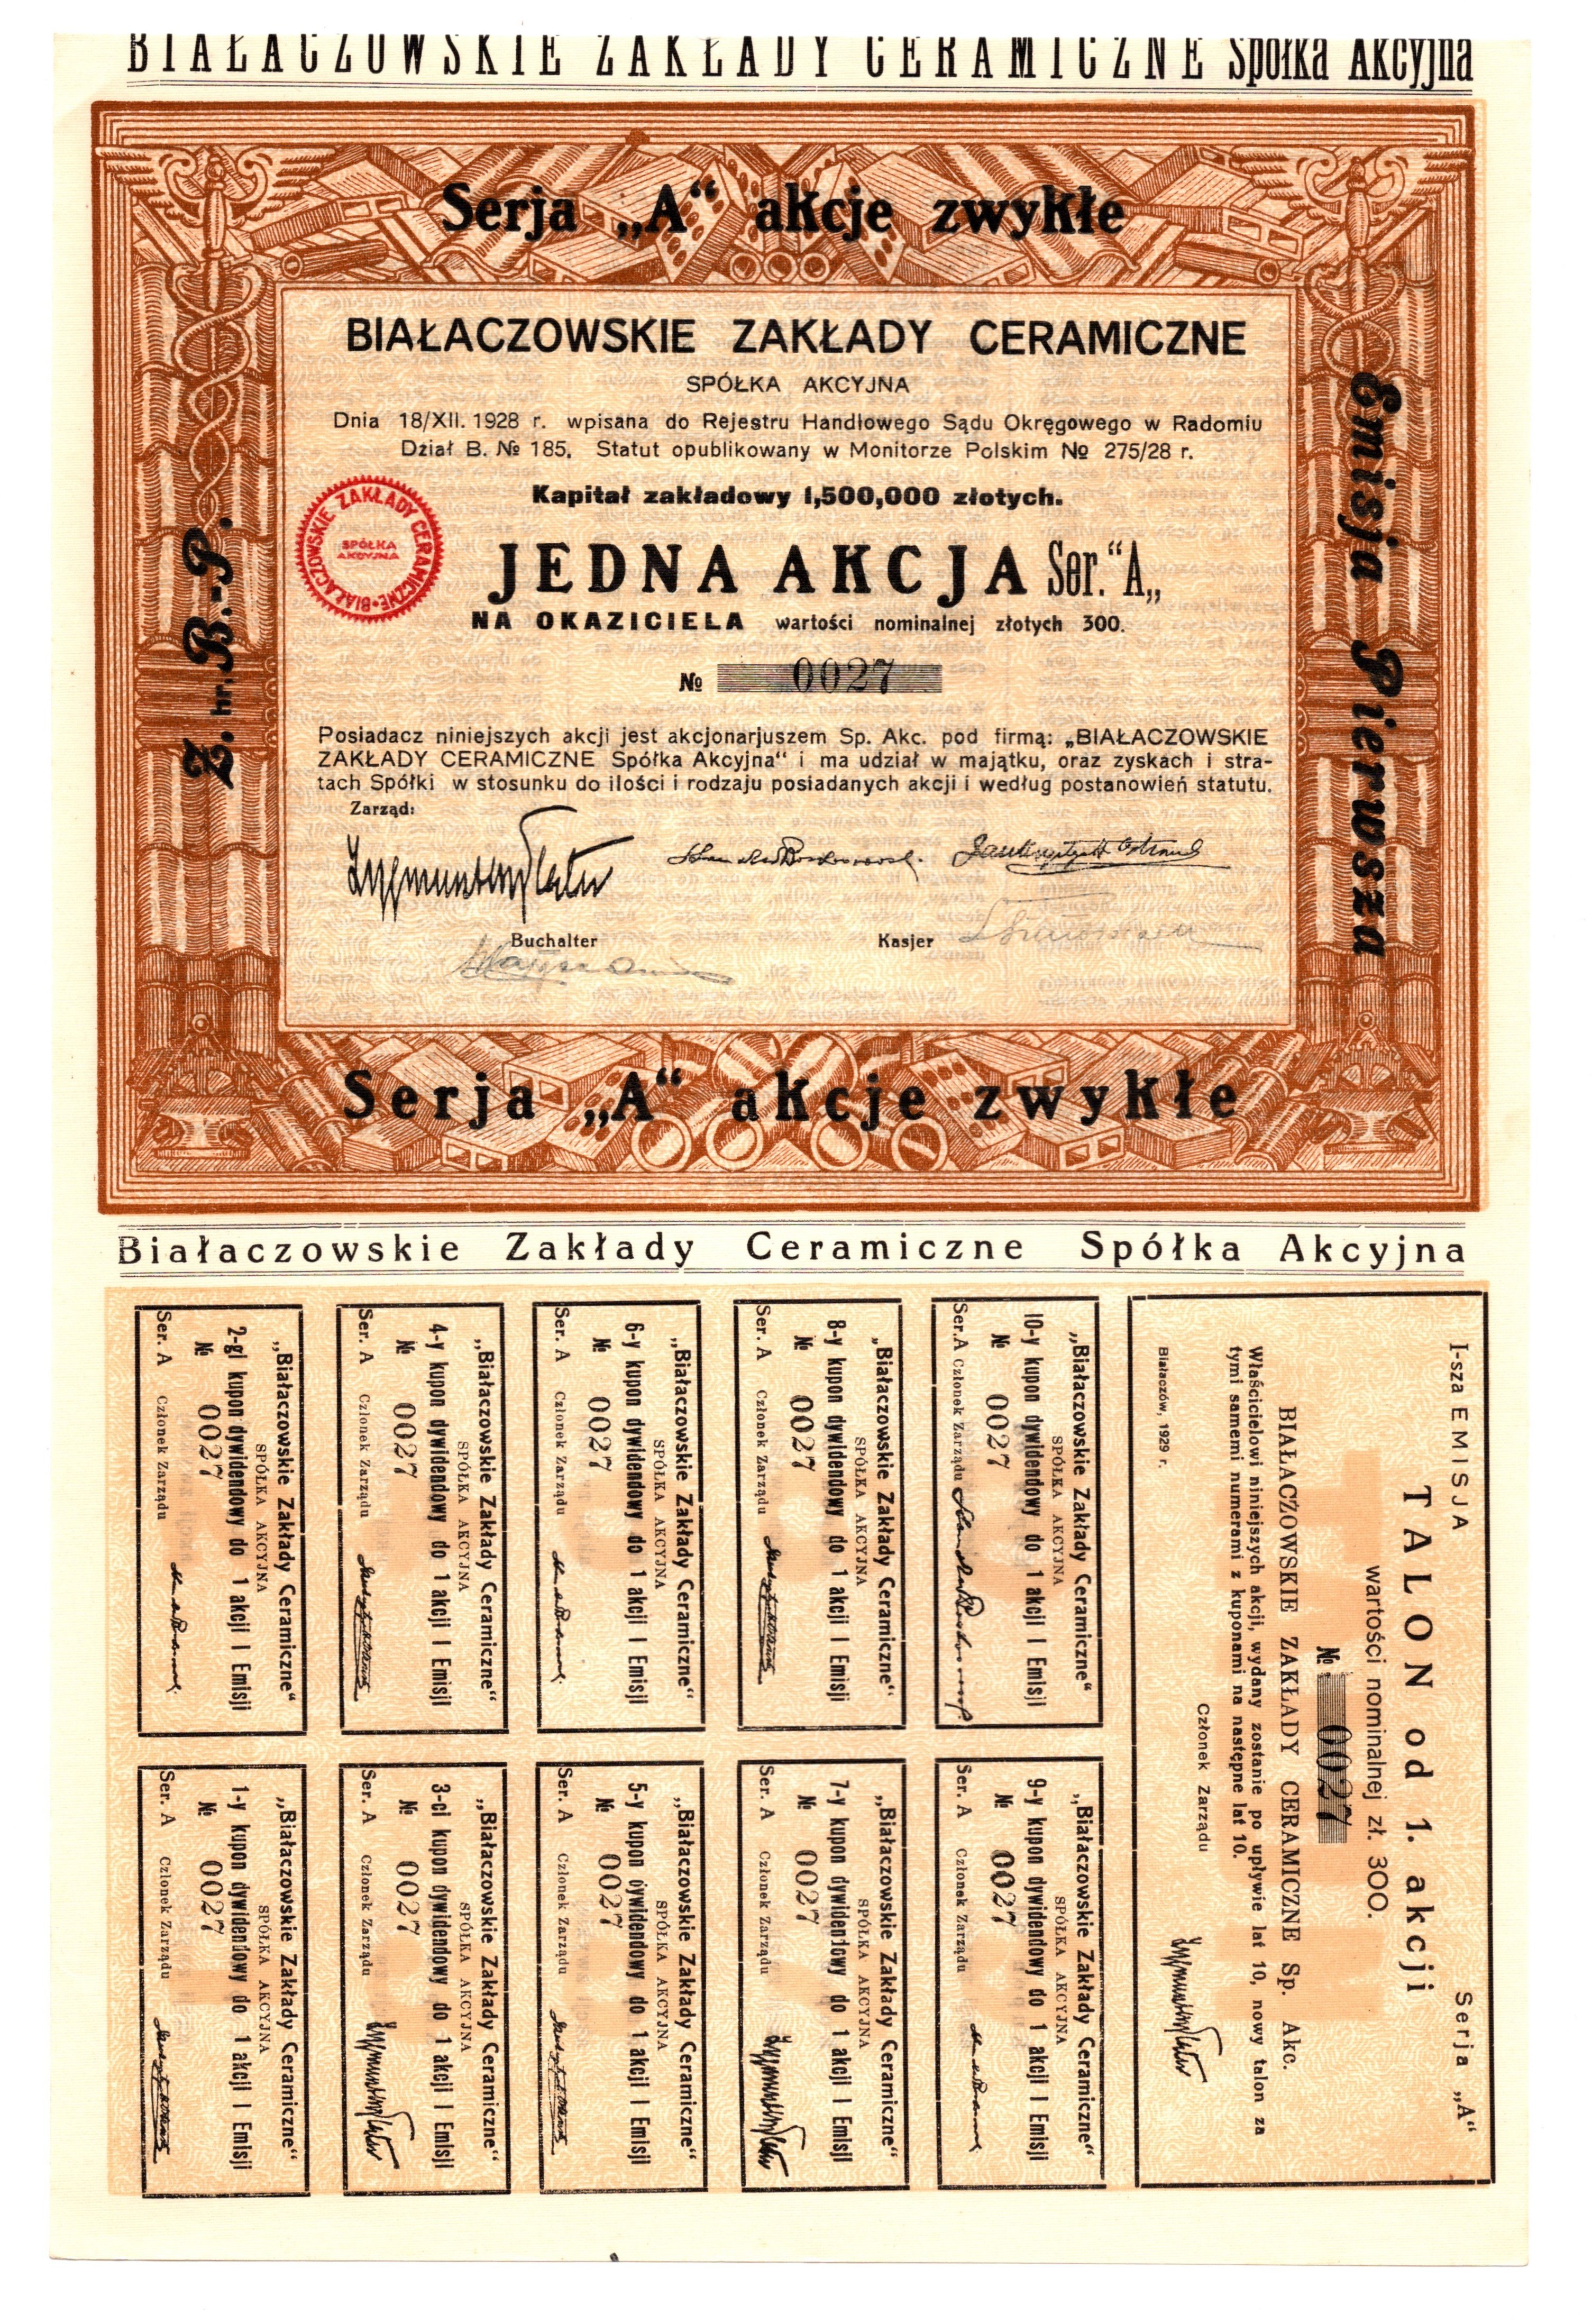 BIAŁACZOWSKIE ZAKŁADY CERAMICZNE Spółka Akcyjna
Serja „A“ akcje zwykłe
Z. hr. B.-P.
Emisja Pierwsza
BIAŁACZOWSKIE ZAKŁADY CERAMICZNE
SPÓŁKA AKCYJNA
Dnia 18/XII. 1928 r. wpisana do Rejestru Handlowego Sądu Okręgowego w Radomiu
Dział B. № 185. Statut opublikowany w Monitorze Polskim № 275/28 r.
Kapitał zakładowy 1,500,000 złotych.
BIAŁACZOWSKIE ZAKŁADY CERAMICZNE
SPÓŁKA
AKCYJNA
JEDNA AKCJA Ser. “A„
NA OKAZICIELA wartości nominalnej złotych 300.
№ 0027
Posiadacz niniejszych akcji jest akcjonarjuszem Sp. Akc. pod firmą: „BIAŁACZOWSKIE
ZAKŁADY CERAMICZNE Spółka Akcyjna“ i ma udział w majątku, oraz zyskach i stra-
tach Spółki w stosunku do ilości i rodzaju posiadanych akcji i według postanowień statutu.
Zarząd:
Buchalter
Kasjer
Serja „A“ akcje zwykłe
Białaczowskie Zakłady Ceramiczne Spółka Akcyjna
„Białaczowskie Zakłady Ceramiczne“
SPÓŁKA AKCYJNA
2-gi kupon dywidendowy do 1 akcji I Emisji
№ 0027
Ser. A Członek Zarządu
„Białaczowskie Zakłady Ceramiczne“
SPÓŁKA AKCYJNA
4-y kupon dywidendowy do 1 akcji I Emisji
№ 0027
Ser. A Członek Zarządu
„Białaczowskie Zakłady Ceramiczne“
SPÓŁKA AKCYJNA
6-y kupon dywidendowy do 1 akcji I Emisji
№ 0027
Ser. A Członek Zarządu
„Białaczowskie Zakłady Ceramiczne“
SPÓŁKA AKCYJNA
8-y kupon dywidendowy do 1 akcji I Emisji
№ 0027
Ser. A Członek Zarządu
„Białaczowskie Zakłady Ceramiczne“
SPÓŁKA AKCYJNA
10-y kupon dywidendowy do 1 akcji I Emisji
№ 0027
Ser. A Członek Zarządu
„Białaczowskie Zakłady Ceramiczne“
SPÓŁKA AKCYJNA
1-y kupon dywidendowy do 1 akcji I Emisji
№ 0027
Ser. A Członek Zarządu
„Białaczowskie Zakłady Ceramiczne“
SPÓŁKA AKCYJNA
3-ci kupon dywidendowy do 1 akcji I Emisji
№ 0027
Ser. A Członek Zarządu
„Białaczowskie Zakłady Ceramiczne“
SPÓŁKA AKCYJNA
5-y kupon dywidendowy do 1 akcji I Emisji
№ 0027
Ser. A Członek Zarządu
„Białaczowskie Zakłady Ceramiczne“
SPÓŁKA AKCYJNA
7-y kupon dywidendowy do 1 akcji I Emisji
№ 0027
Ser. A Członek Zarządu
„Białaczowskie Zakłady Ceramiczne“
SPÓŁKA AKCYJNA
9-y kupon dywidendowy do 1 akcji I Emisji
№ 0027
Ser. A Członek Zarządu
I-sza EMISJA Serja „A“
TALON od 1. akcji
wartości nominalnej zł. 300.
№ 0027
BIAŁACZOWSKIE ZAKŁADY CERAMICZNE Sp. Akc.
Właścicielowi niniejszych akcji, wydany zostanie po upływie lat 10, nowy talon za
tymi samemi numerami z kuponami na następne lat 10.
Członek Zarządu
Białaczów, 1929 r.